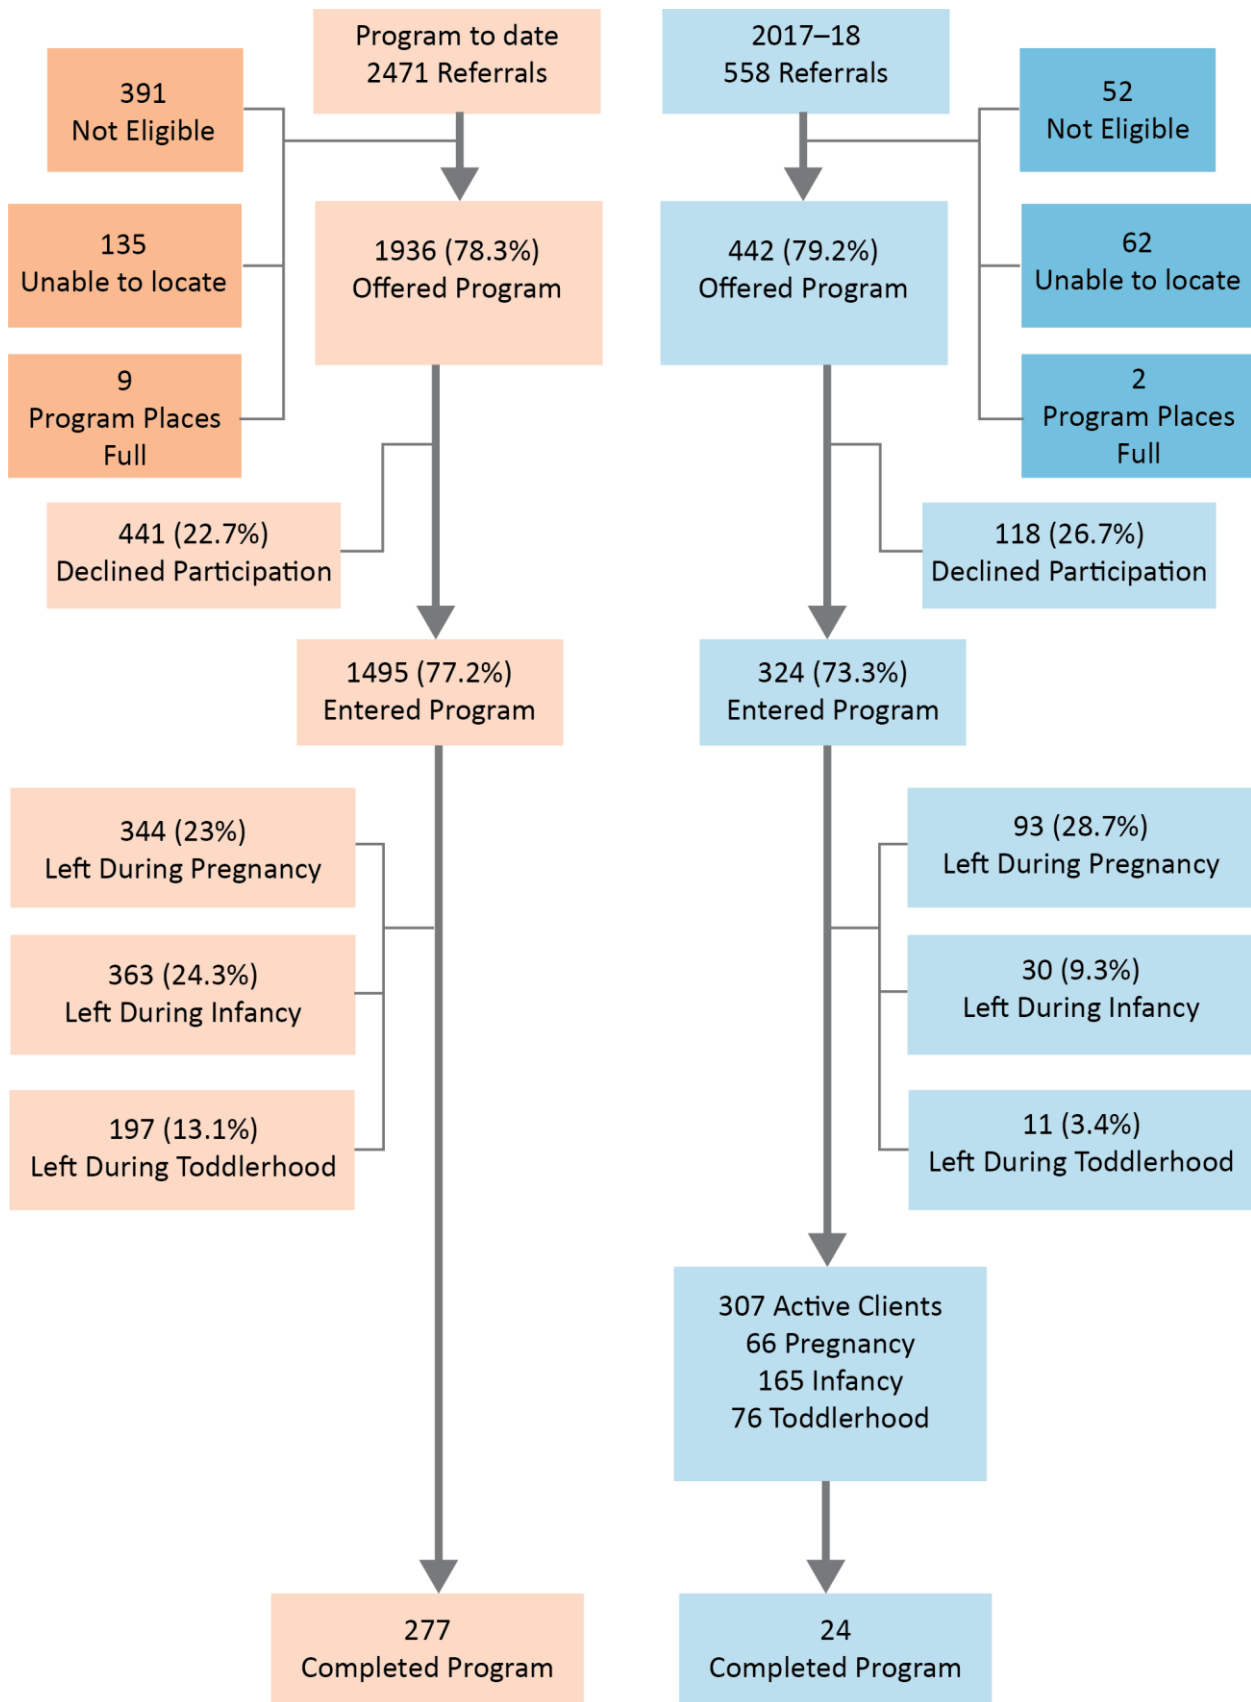 Program to date
2471 Referrals
391
Not Eligible
135
Unable to locate
9
Program Places
Full
1936 (78.3%)
Offered Program
441 (22.7%)
Declined Participation
1495 (77.2%)
Entered Program
344 (23%)
Left During Pregnancy
363 (24.3%)
Left During Infancy
197 (13.1%)
Left During Toddlerhood
277
Completed Program
2017–18
558 Referrals
52
Not Eligible
62
Unable to locate
2
Program Places
Full
442 (79.2%)
Offered Program
118 (26.7%)
Declined Participation
324 (73.3%)
Entered Program
93 (28.7%)
Left During Pregnancy
30 (9.3%)
Left During Infancy
11 (3.4%)
Left During Toddlerhood
307 Active Clients
66 Pregnancy
165 Infancy
76 Toddlerhood
24
Completed Program